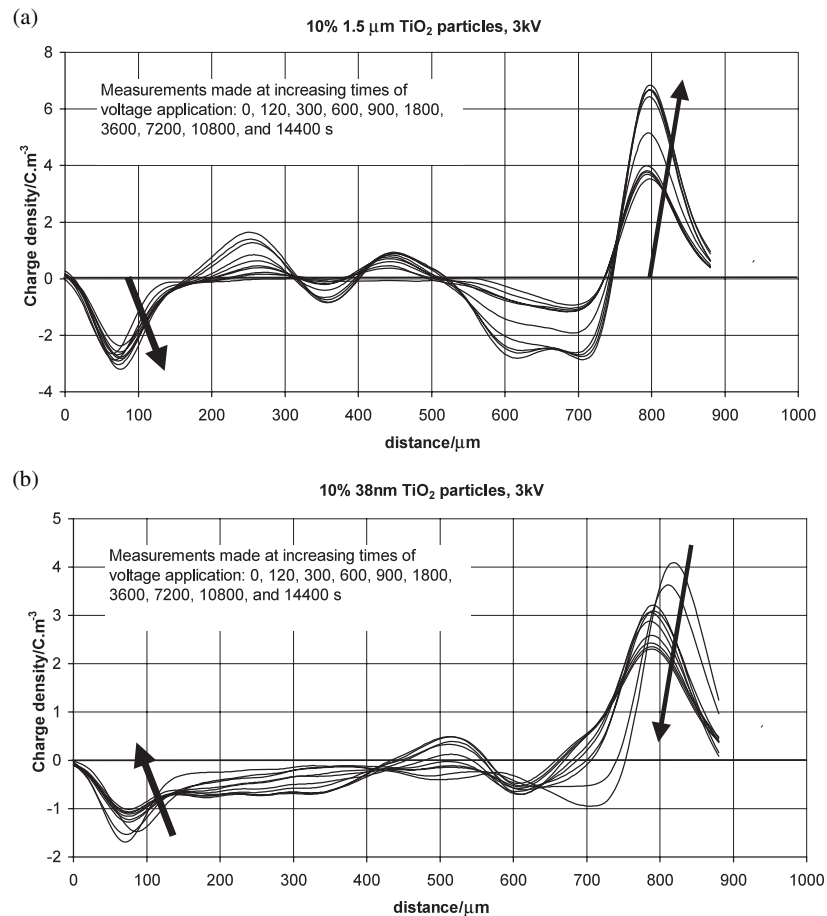 (a)
10% 1.5 μm TiO₂ particles, 3kV
Measurements made at increasing times of
voltage application: 0, 120, 300, 600, 900, 1800,
3600, 7200, 10800, and 14400 s
Charge density/C.m⁻³
8
6
4
2
0
-2
-4
0 100 200 300 400 500 600 700 800 900 1000
distance/μm
(b)
10% 38nm TiO₂ particles, 3kV
Measurements made at increasing times of
voltage application: 0, 120, 300, 600, 900, 1800,
3600, 7200, 10800, and 14400 s
Charge density/C.m⁻³
5
4
3
2
1
0
-1
-2
0 100 200 300 400 500 600 700 800 900 1000
distance/μm